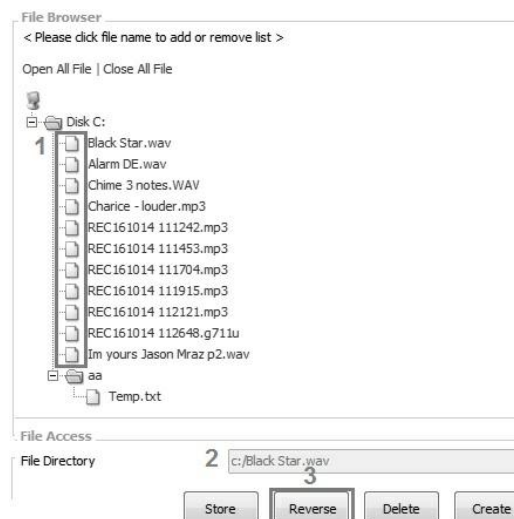 File Browser
< Please click file name to add or remove list >
Open All File | Close All File
Disk C:
1
Black Star.wav
Alarm DE.wav
Chime 3 notes.WAV
Charice - louder.mp3
REC161014 111242.mp3
REC161014 111453.mp3
REC161014 111704.mp3
REC161014 111915.mp3
REC161014 112121.mp3
REC161014 112648.g711u
Im yours Jason Mraz p2.wav
aa
Temp.txt
File Access
File Directory 2 c:/Black Star.wav
3
Store Reverse Delete Create